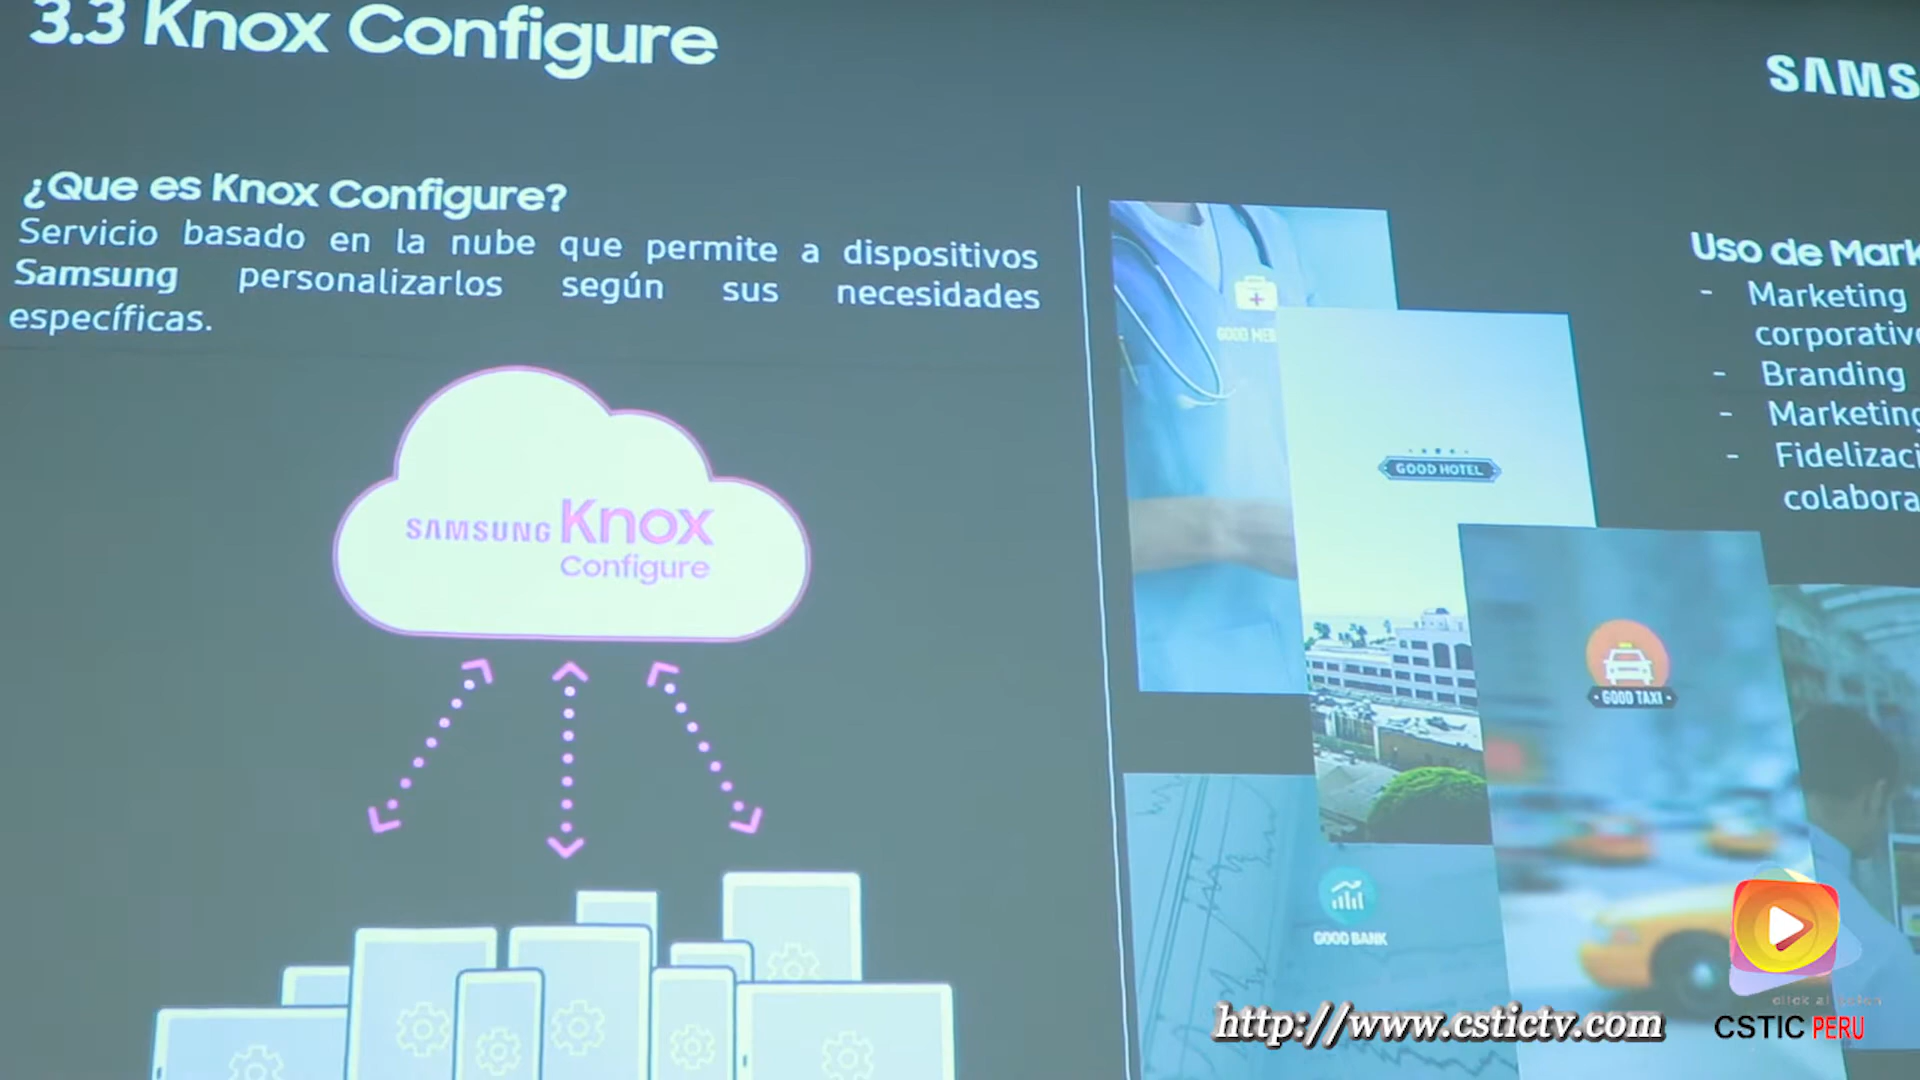 3.3 Knox Configure
SAMS
¿Que es Knox Configure?
Servicio basado en la nube que permite a dispositivos
Samsung personalizarlos según sus necesidades
específicas.
SAMSUNG Knox
Configure
GOOD HOTEL
GOOD TAXI
GOOD BANK
Uso de Mark
- Marketing
corporativo
- Branding
- Marketing
- Fidelizaci
colabora
http://www.cstictv.com
CSTIC PERU